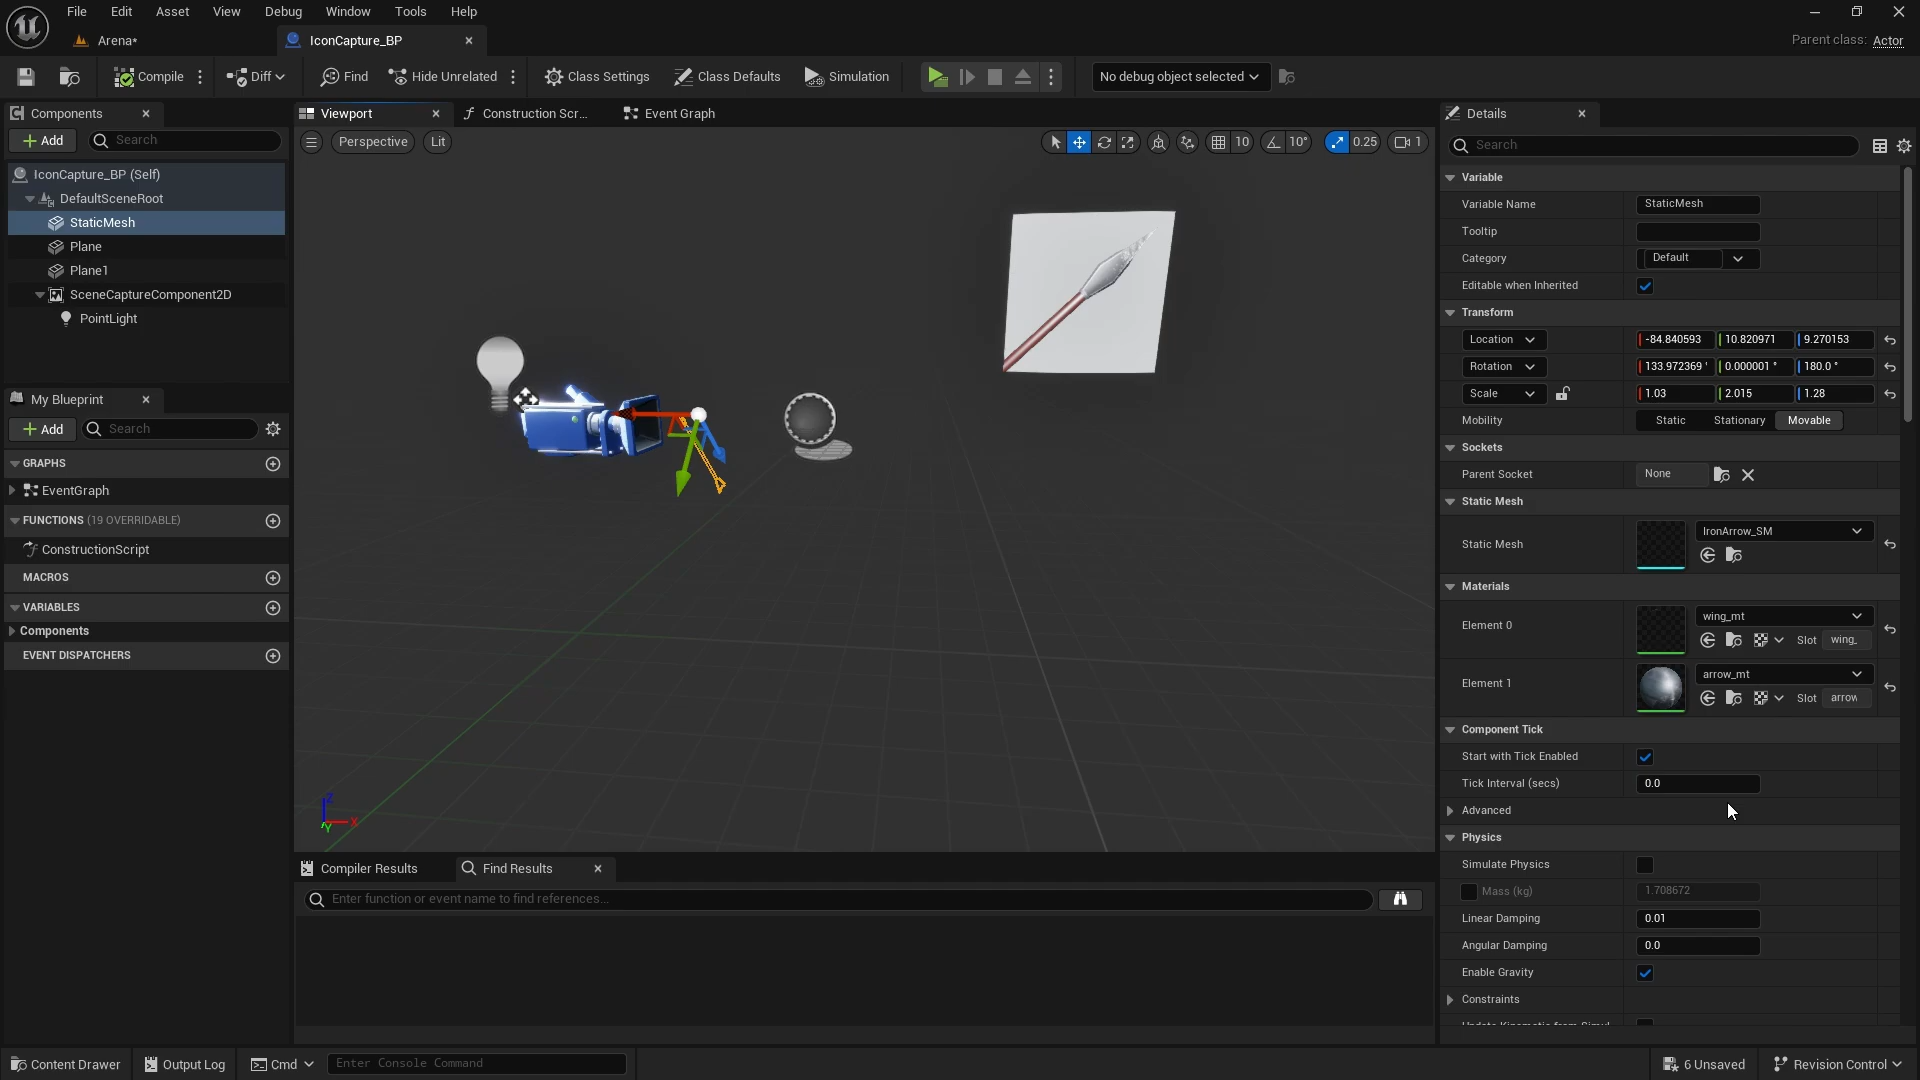 File Edit Asset View Debug Window Tools Help
Arena*
IconCapture_BP
Parent class: Actor
Compile
Diff
Find
Hide Unrelated
Class Settings
Class Defaults
Simulation
No debug object selected
Components
Add
Search
IconCapture_BP (Self)
DefaultSceneRoot
StaticMesh
Plane
Plane1
SceneCaptureComponent2D
PointLight
My Blueprint
Add
Search
GRAPHS
EventGraph
FUNCTIONS (19 OVERRIDABLE)
ConstructionScript
MACROS
VARIABLES
Components
EVENT DISPATCHERS
Viewport
Construction Scr...
Event Graph
Perspective
Lit
10
10°
0.25
1
Z
X
Y
Compiler Results
Find Results
Enter function or event name to find references...
Details
Search
Variable
Variable Name StaticMesh
Tooltip
Category Default
Editable when Inherited
Transform
Location -84.840593 10.820971 9.270153
Rotation 133.972369 ' 0.000001 ° 180.0 °
Scale 1.03 2.015 1.28
Mobility Static Stationary Movable
Sockets
Parent Socket None
Static Mesh
Static Mesh IronArrow_SM
Materials
Element 0 wing_mt
Slot wing_
Element 1 arrow_mt
Slot arrow
Component Tick
Start with Tick Enabled
Tick Interval (secs) 0.0
Advanced
Physics
Simulate Physics
Mass (kg) 1.708672
Linear Damping 0.01
Angular Damping 0.0
Enable Gravity
Constraints
Content Drawer
Output Log
Cmd
Enter Console Command
6 Unsaved
Revision Control